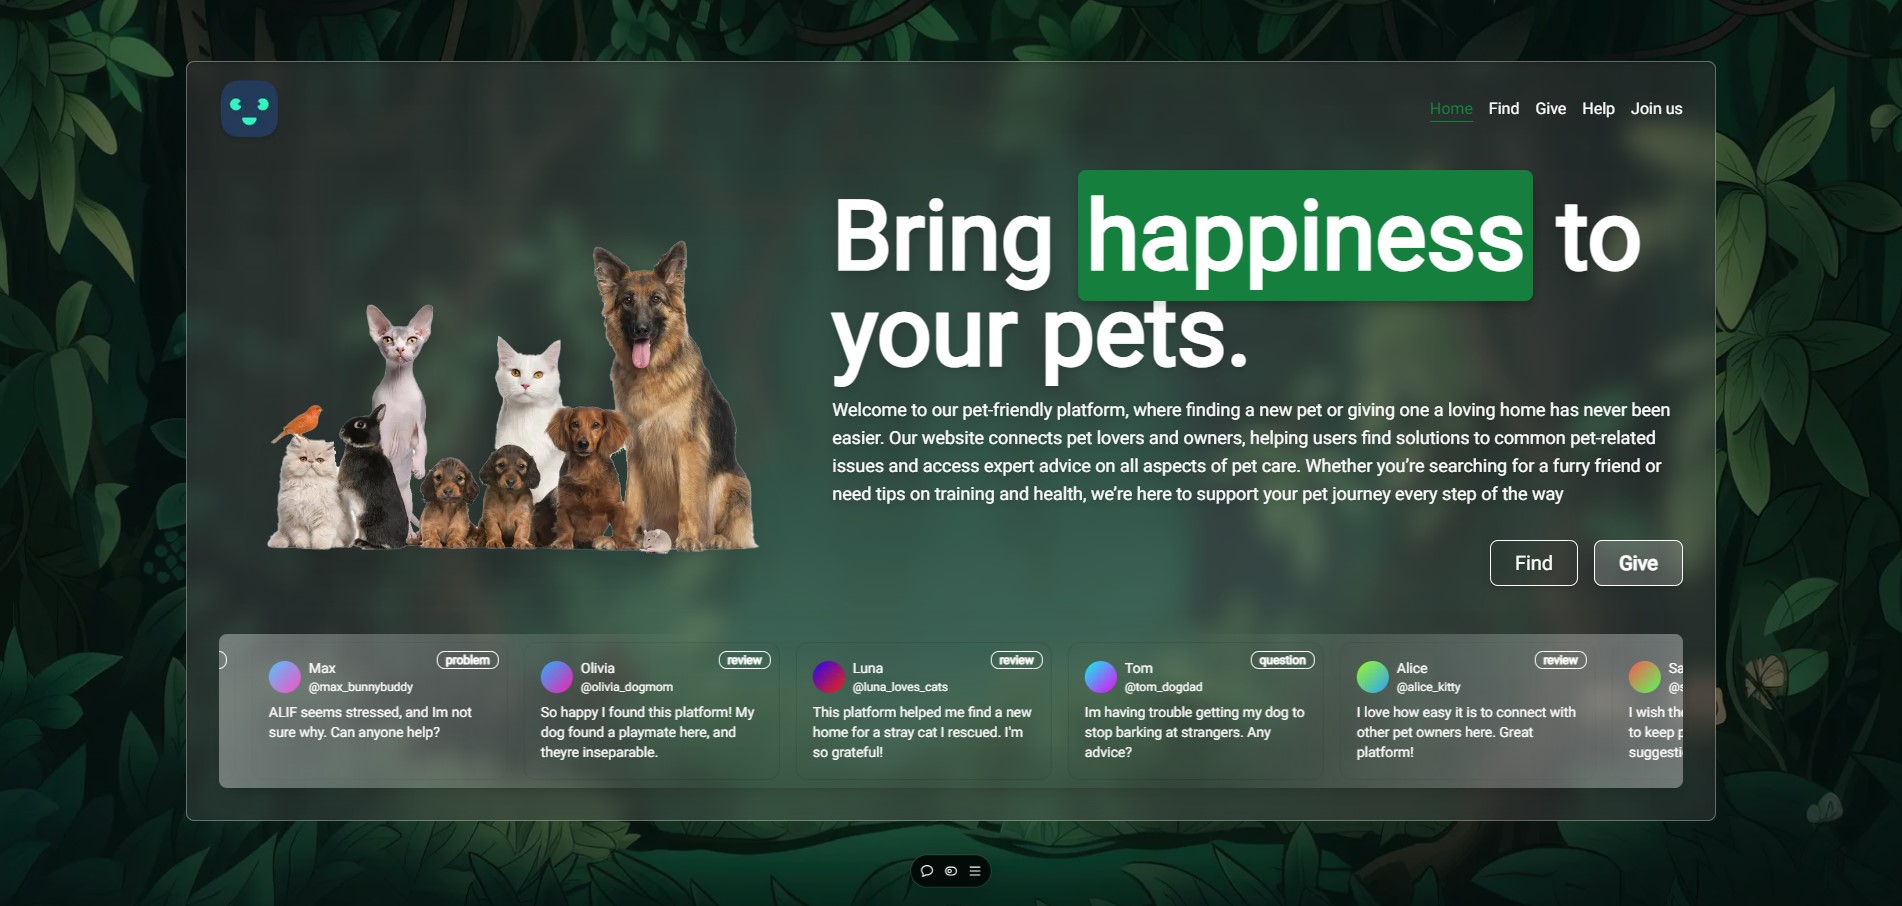 Home Find Give Help Join us
Bring happiness to
your pets.
Welcome to our pet-friendly platform, where finding a new pet or giving one a loving home has never been
easier. Our website connects pet lovers and owners, helping users find solutions to common pet-related
issues and access expert advice on all aspects of pet care. Whether you’re searching for a furry friend or
need tips on training and health, we’re here to support your pet journey every step of the way
Find Give
Max
problem
@max_bunnybuddy
ALIF seems stressed, and Im not
sure why. Can anyone help?
Olivia
review
@olivia_dogmom
So happy I found this platform! My
dog found a playmate here, and
theyre inseparable.
Luna
review
@luna_loves_cats
This platform helped me find a new
home for a stray cat I rescued. I'm
so grateful!
Tom
question
@tom_dogdad
Im having trouble getting my dog to
stop barking at strangers. Any
advice?
Alice
review
@alice_kitty
I love how easy it is to connect with
other pet owners here. Great
platform!
I wish
to keep